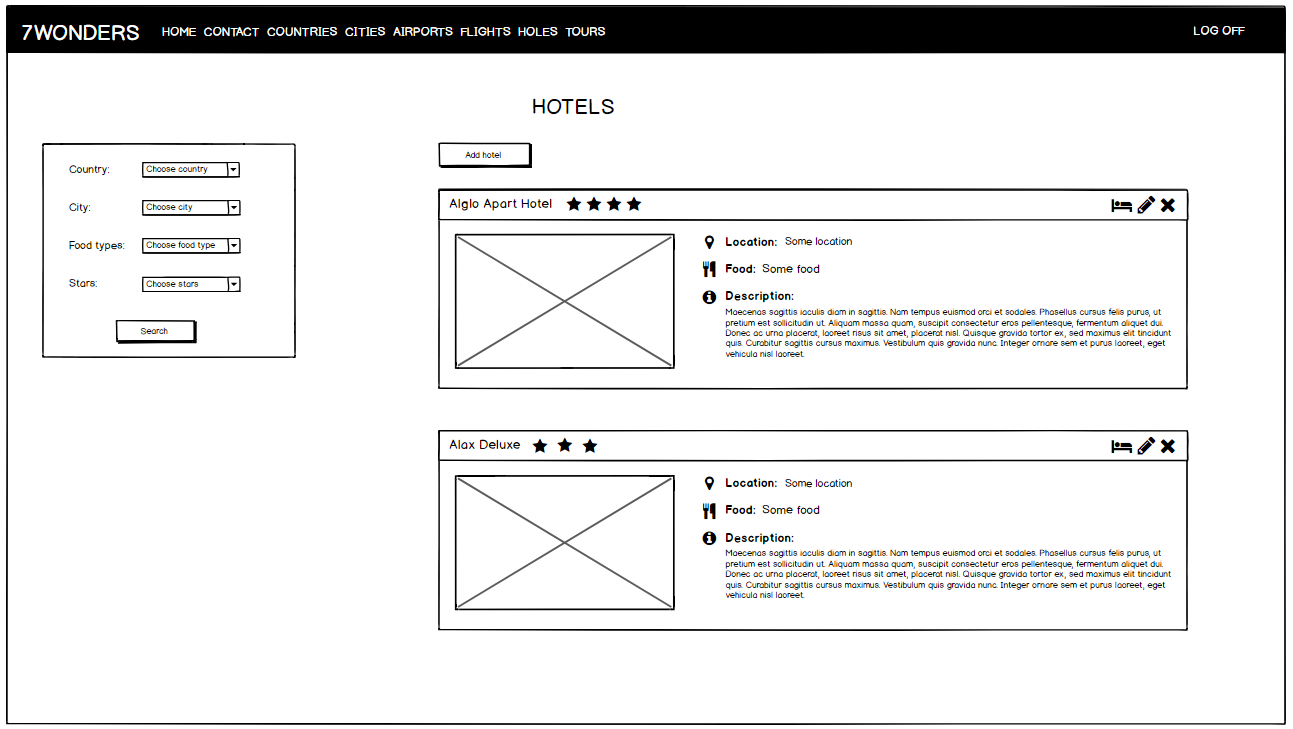 7WONDERS HOME CONTACT COUNTRIES CITIES AIRPORTS FLIGHTS HOLES TOURS LOG OFF
HOTELS
Country: Choose country
City: Choose city
Food types: Choose food type
Stars: Choose stars
Search
Add hotel
Alglo Apart Hotel
Location: Some location
Food: Some food
Description:
Maecenas sagittis iaculis diam in sagittis. Nam tempus euismod orci et sodales. Phasellus cursus felis purus, ut
pretium est sollicitudin ut. Aliquam massa quam, suscipit consectetur eros pellentesque, fermentum aliquet dui.
Donec ac urna placerat, laoreet risus sit amet, placerat nisl. Quisque gravida tortor ex, sed maximus elit tincidunt
quis. Curabitur sagittis cursus maximus. Vestibulum quis gravida nunc. Integer ornare sem et purus laoreet, eget
vehicula nisl laoreet.
Alax Deluxe
Location: Some location
Food: Some food
Description:
Maecenas sagittis iaculis diam in sagittis. Nam tempus euismod orci et sodales. Phasellus cursus felis purus, ut
pretium est sollicitudin ut. Aliquam massa quam, suscipit consectetur eros pellentesque, fermentum aliquet dui.
Donec ac urna placerat, laoreet risus sit amet, placerat nisl. Quisque gravida tortor ex, sed maximus elit tincidunt
quis. Curabitur sagittis cursus maximus. Vestibulum quis gravida nunc. Integer ornare sem et purus laoreet, eget
vehicula nisl laoreet.